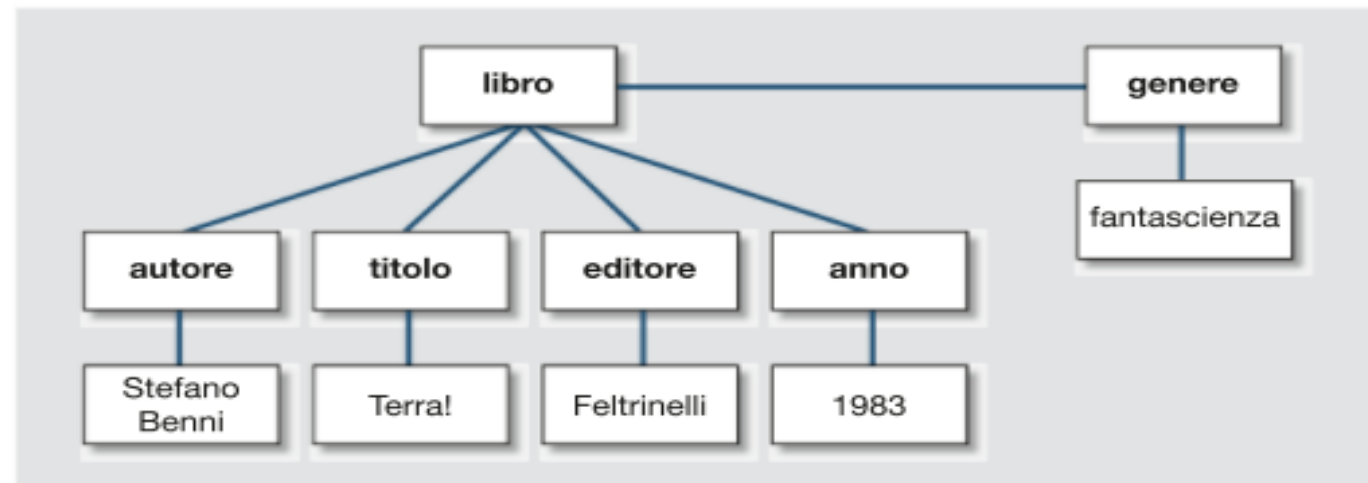 libro
genere
fantascienza
autore
titolo
editore
anno
Stefano
Benni
Terra!
Feltrinelli
1983